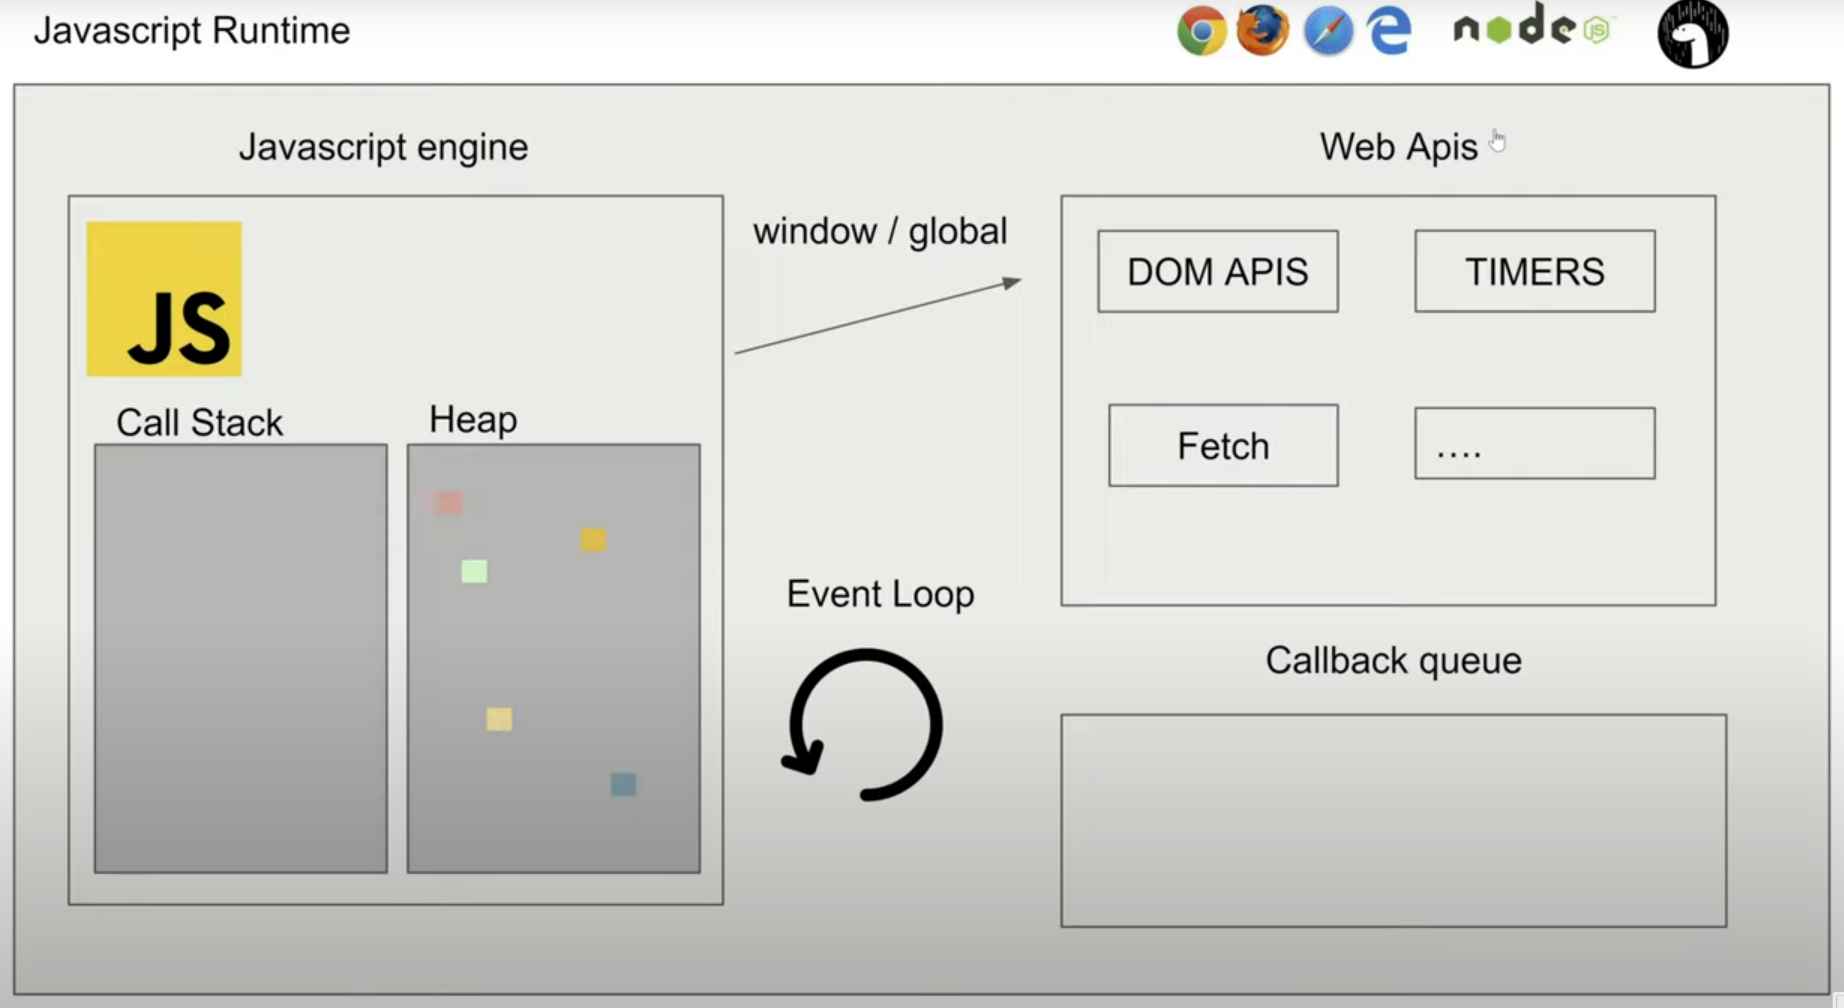 Javascript Runtime
node
JS
Javascript engine
Web Apis
window / global
DOM APIS
TIMERS
JS
Call Stack
Heap
Fetch
....
Event Loop
Callback queue